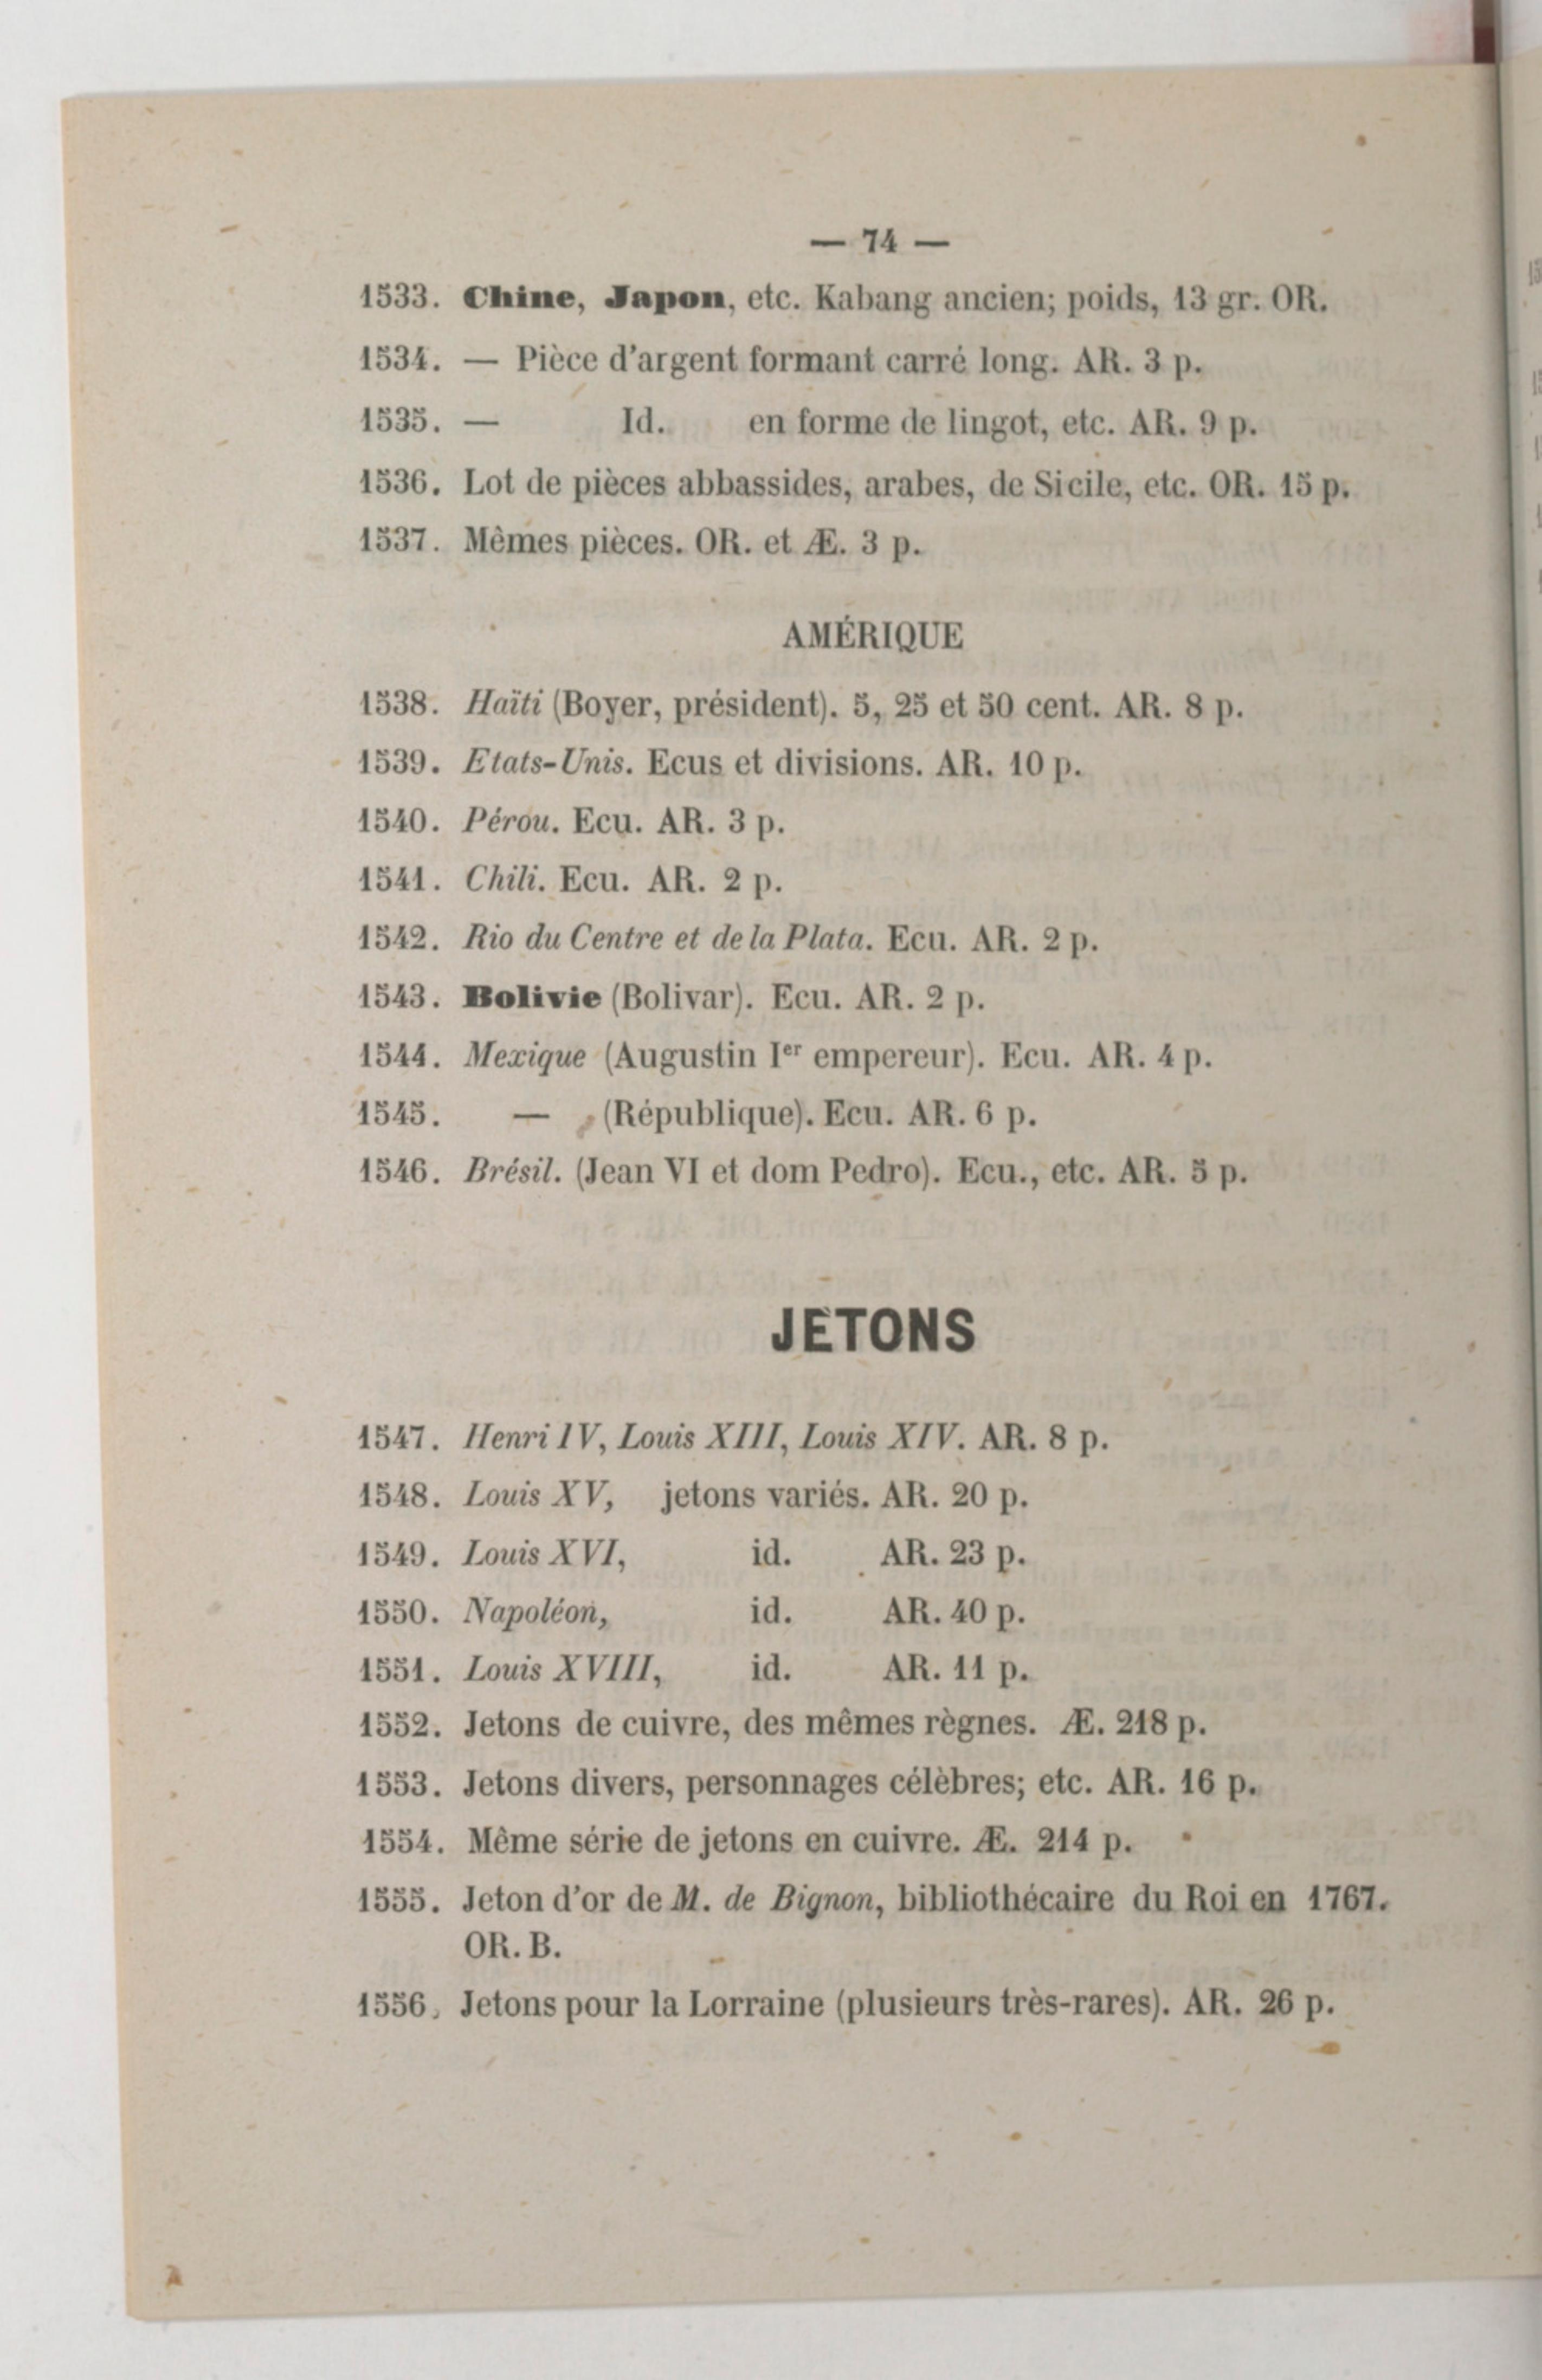 — 74 —
1533. Chine, Japon, etc. Kabang ancien; poids, 13 gr. OR.
1534. — Pièce d'argent formant carré long. AR. 3 p.
1535. — Id. en forme de lingot, etc. AR. 9 p.
1536. Lot de pièces abbassides, arabes, de Sicile, etc. OR. 15 p.
1537. Mêmes pièces. OR. et Æ. 3 p.
AMÉRIQUE
1538. Haïti (Boyer, président). 5, 25 et 50 cent. AR. 8 p.
1539. Etats-Unis. Ecus et divisions. AR. 10 p.
1540. Pérou. Ecu. AR. 3 p.
1541. Chili. Ecu. AR. 2 p.
1542. Rio du Centre et de la Plata. Ecu. AR. 2 p.
1543. Bolivie (Bolivar). Ecu. AR. 2 p.
1544. Mexique (Augustin Ier empereur). Ecu. AR. 4 p.
1545. — (République). Ecu. AR. 6 p.
1546. Brésil. (Jean VI et dom Pedro). Ecu., etc. AR. 5 p.
JETONS
1547. Henri IV, Louis XIII, Louis XIV. AR. 8 p.
1548. Louis XV, jetons variés. AR. 20 p.
1549. Louis XVI, id. AR. 23 p.
1550. Napoléon, id. AR. 40 p.
1551. Louis XVIII, id. AR. 11 p.
1552. Jetons de cuivre, des mêmes règnes. Æ. 218 p.
1553. Jetons divers, personnages célèbres; etc. AR. 16 p.
1554. Même série de jetons en cuivre. Æ. 214 p.
1555. Jeton d'or de M. de Bignon, bibliothécaire du Roi en 1767.
OR. B.
1556. Jetons pour la Lorraine (plusieurs très-rares). AR. 26 p.